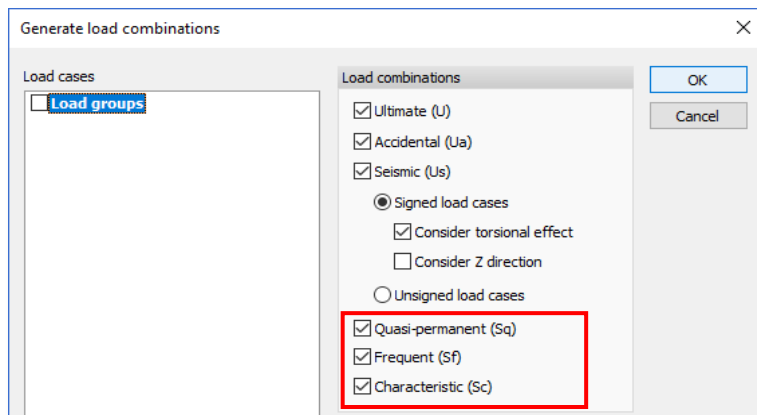 Generate load combinations
Load cases
Load groups
Load combinations
Ultimate (U)
Accidental (Ua)
Seismic (Us)
Signed load cases
Consider torsional effect
Consider Z direction
Unsigned load cases
Quasi-permanent (Sq)
Frequent (Sf)
Characteristic (Sc)
OK
Cancel